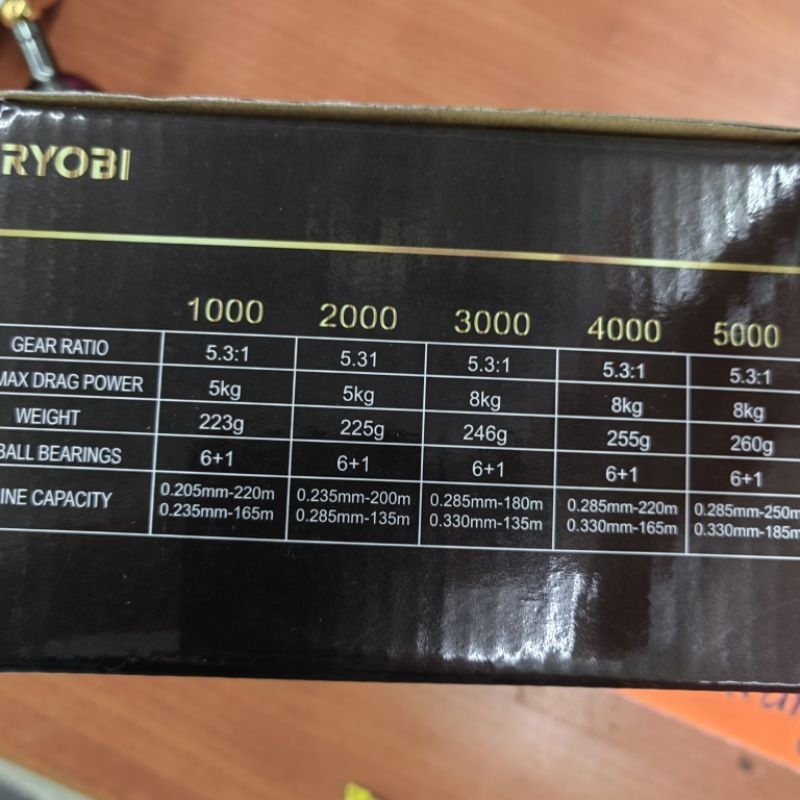 RYOBI
1000 2000 3000 4000 5000
GEAR RATIO 5.3:1 5.31 5.3:1 5.3:1 5.3:1
MAX DRAG POWER 5kg 5kg 8kg 8kg 8kg
WEIGHT 223g 225g 246g 255g 260g
BALL BEARINGS 6+1 6+1 6+1 6+1 6+1
INE CAPACITY 0.205mm-220m 0.235mm-200m 0.285mm-180m 0.285mm-220m 0.285mm-250m
0.235mm-165m 0.285mm-135m 0.330mm-135m 0.330mm-165m 0.330mm-185m